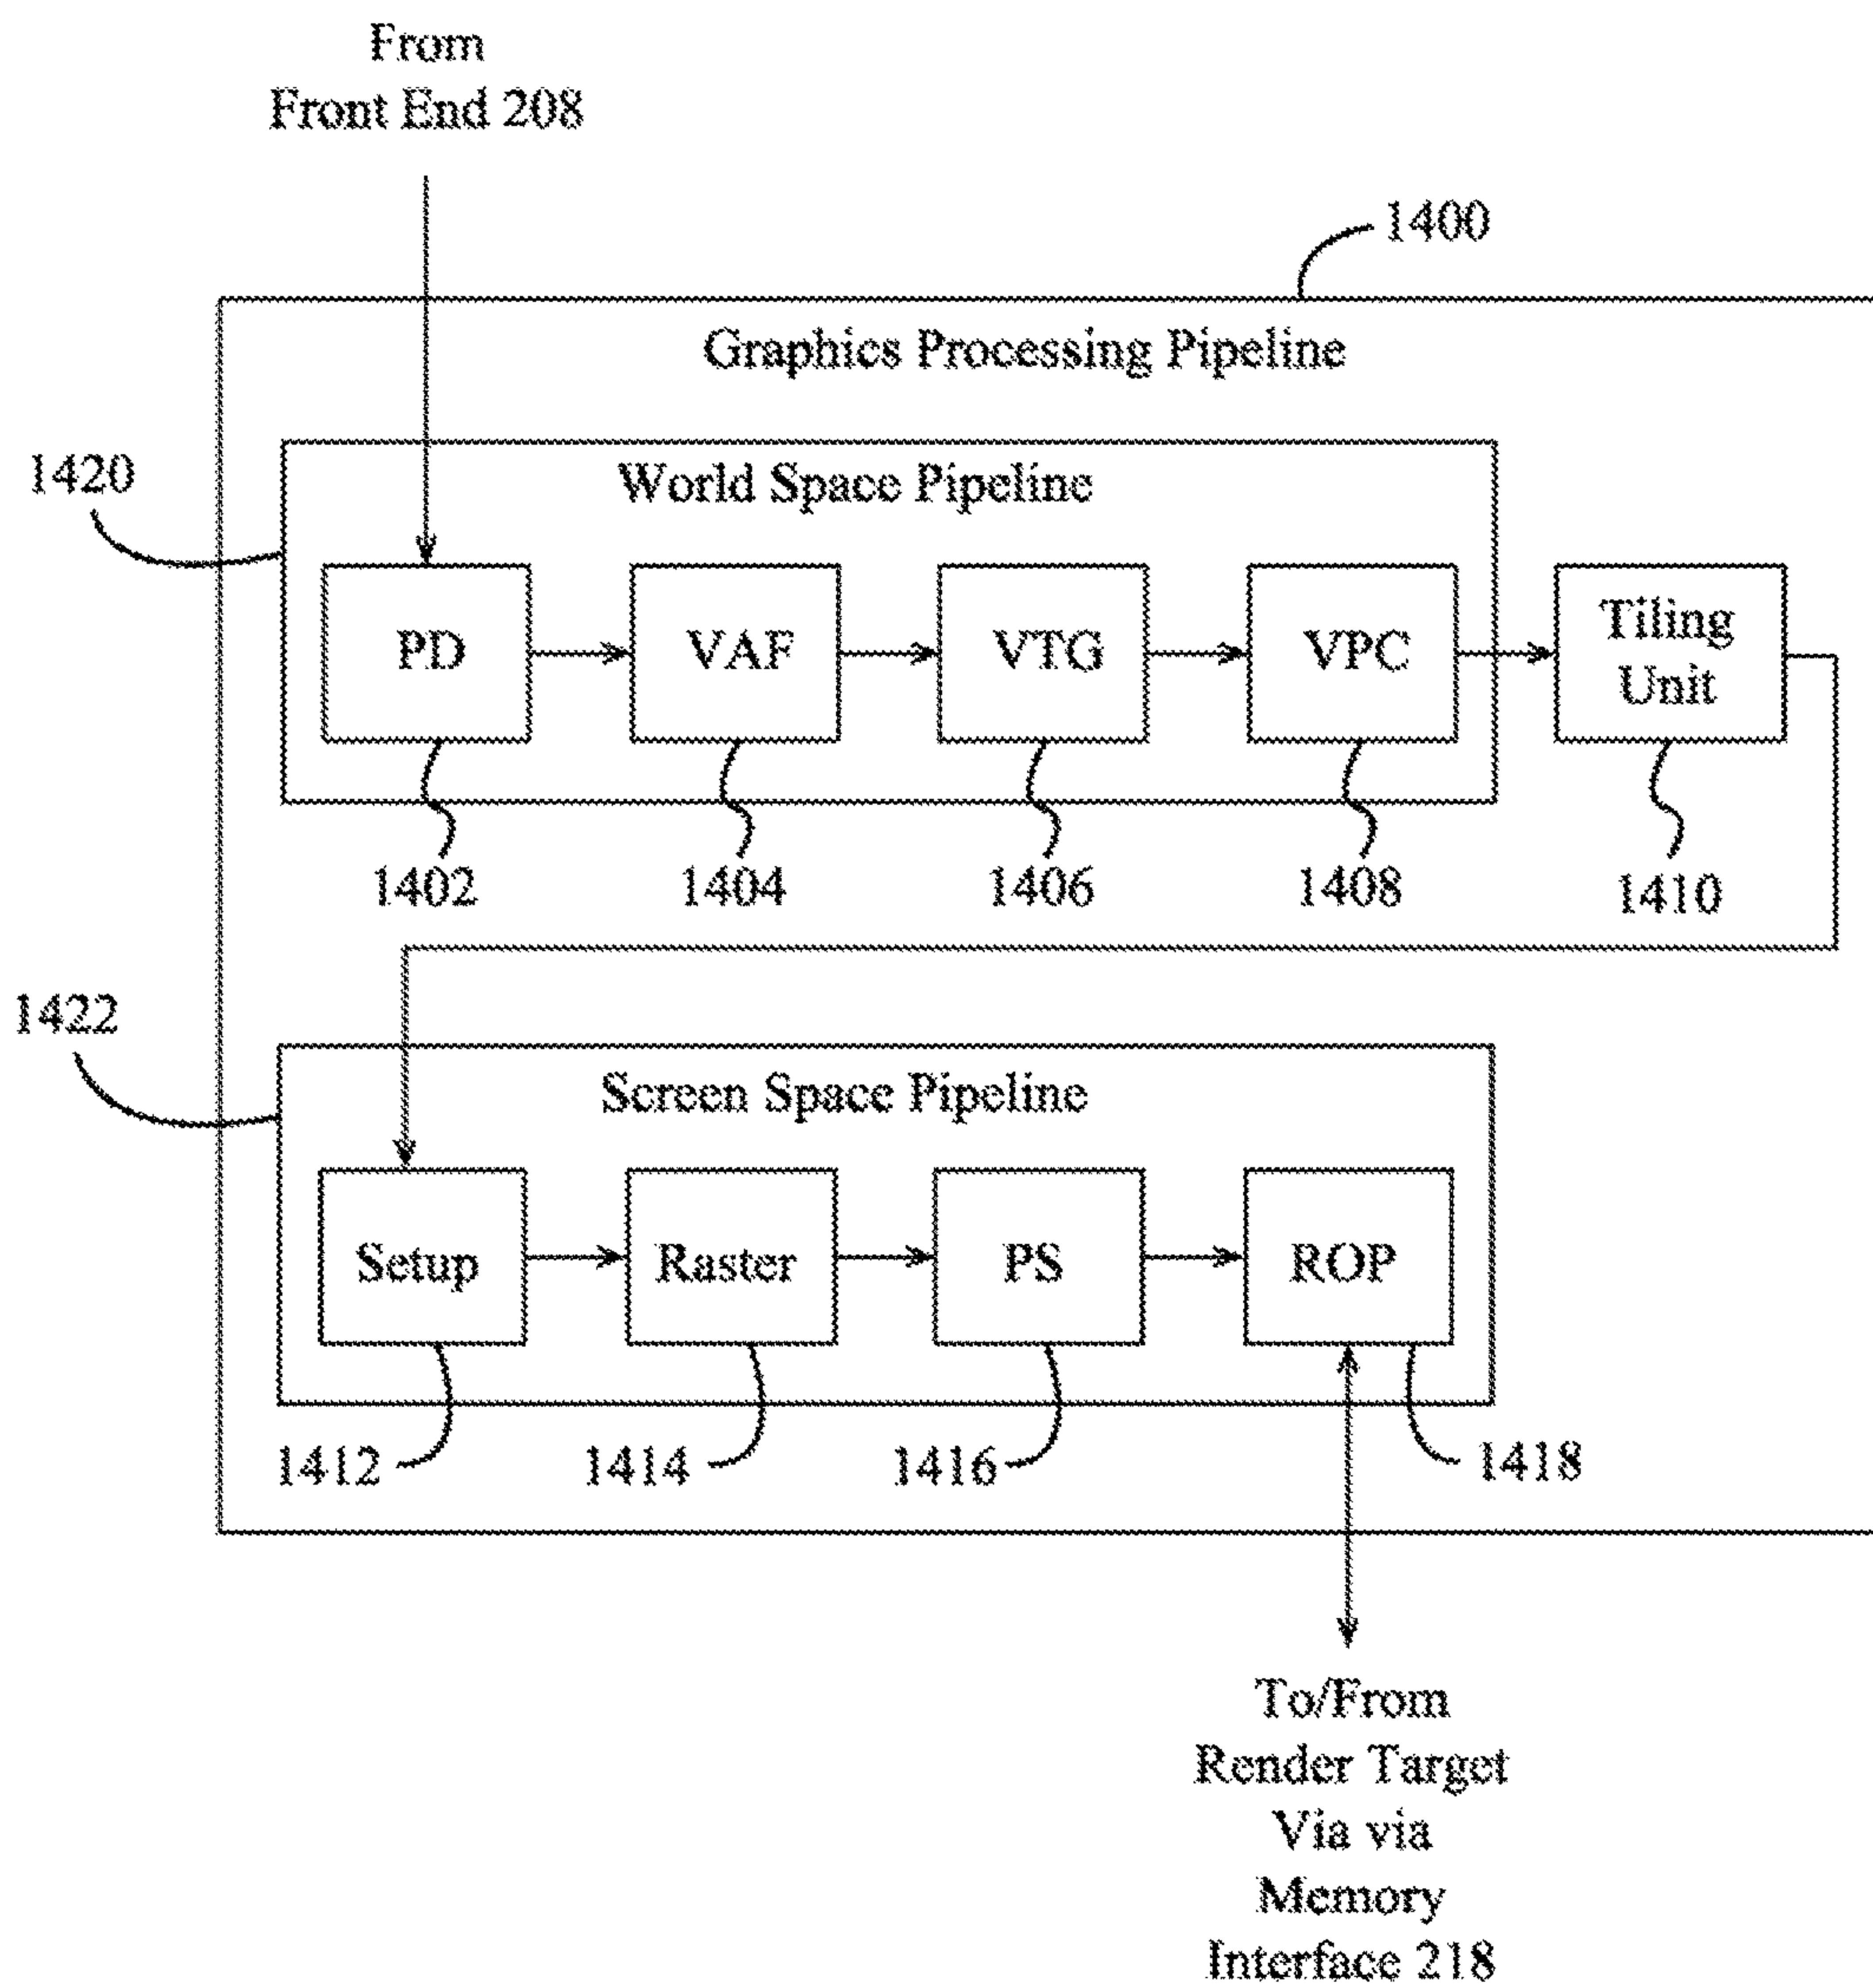 From
Front End 208
1400
Graphics Processing Pipeline
1420
World Space Pipeline
PD
VAF
VTG
VPC
Tiling
Unit
1402
1404
1406
1408
1410
1422
Screen Space Pipeline
Setup
Raster
PS
ROP
1412
1414
1416
1418
To/From
Render Target
Via via
Memory
Interface 218